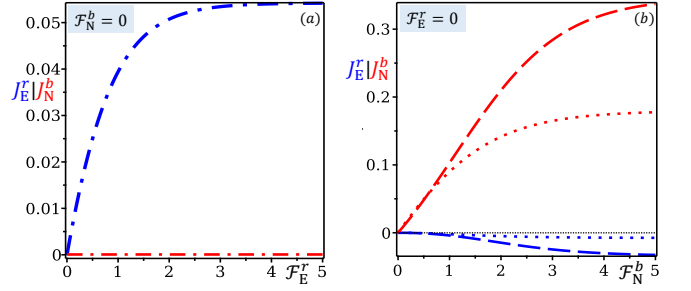 ℱ_N^b = 0
(a)
0.05
0.04
J_E^r|J_N^b
0.03
0.02
0.01
0
0 1 2 3 4 5
ℱ_E^r
ℱ_E^r = 0
(b)
0.3
J_E^r|J_N^b
0.2
0.1
0
0 1 2 3 4 5
ℱ_N^b